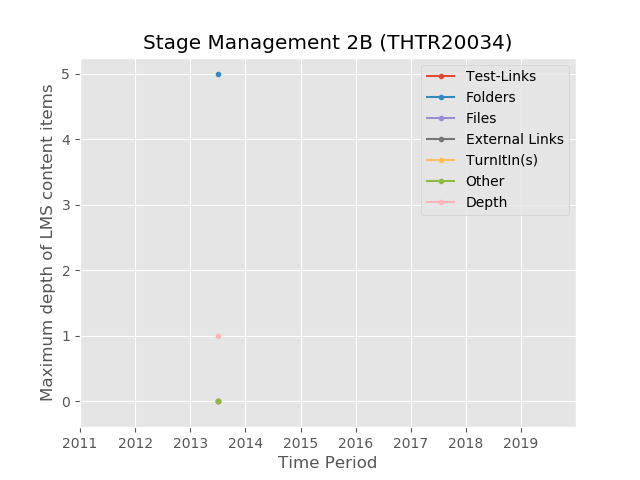 Stage Management 2B (THTR20034)
Maximum depth of LMS content items
5
4
3
2
1
0
Test-Links
Folders
Files
External Links
TurnItIn(s)
Other
Depth
2011 2012 2013 2014 2015 2016 2017 2018 2019
Time Period